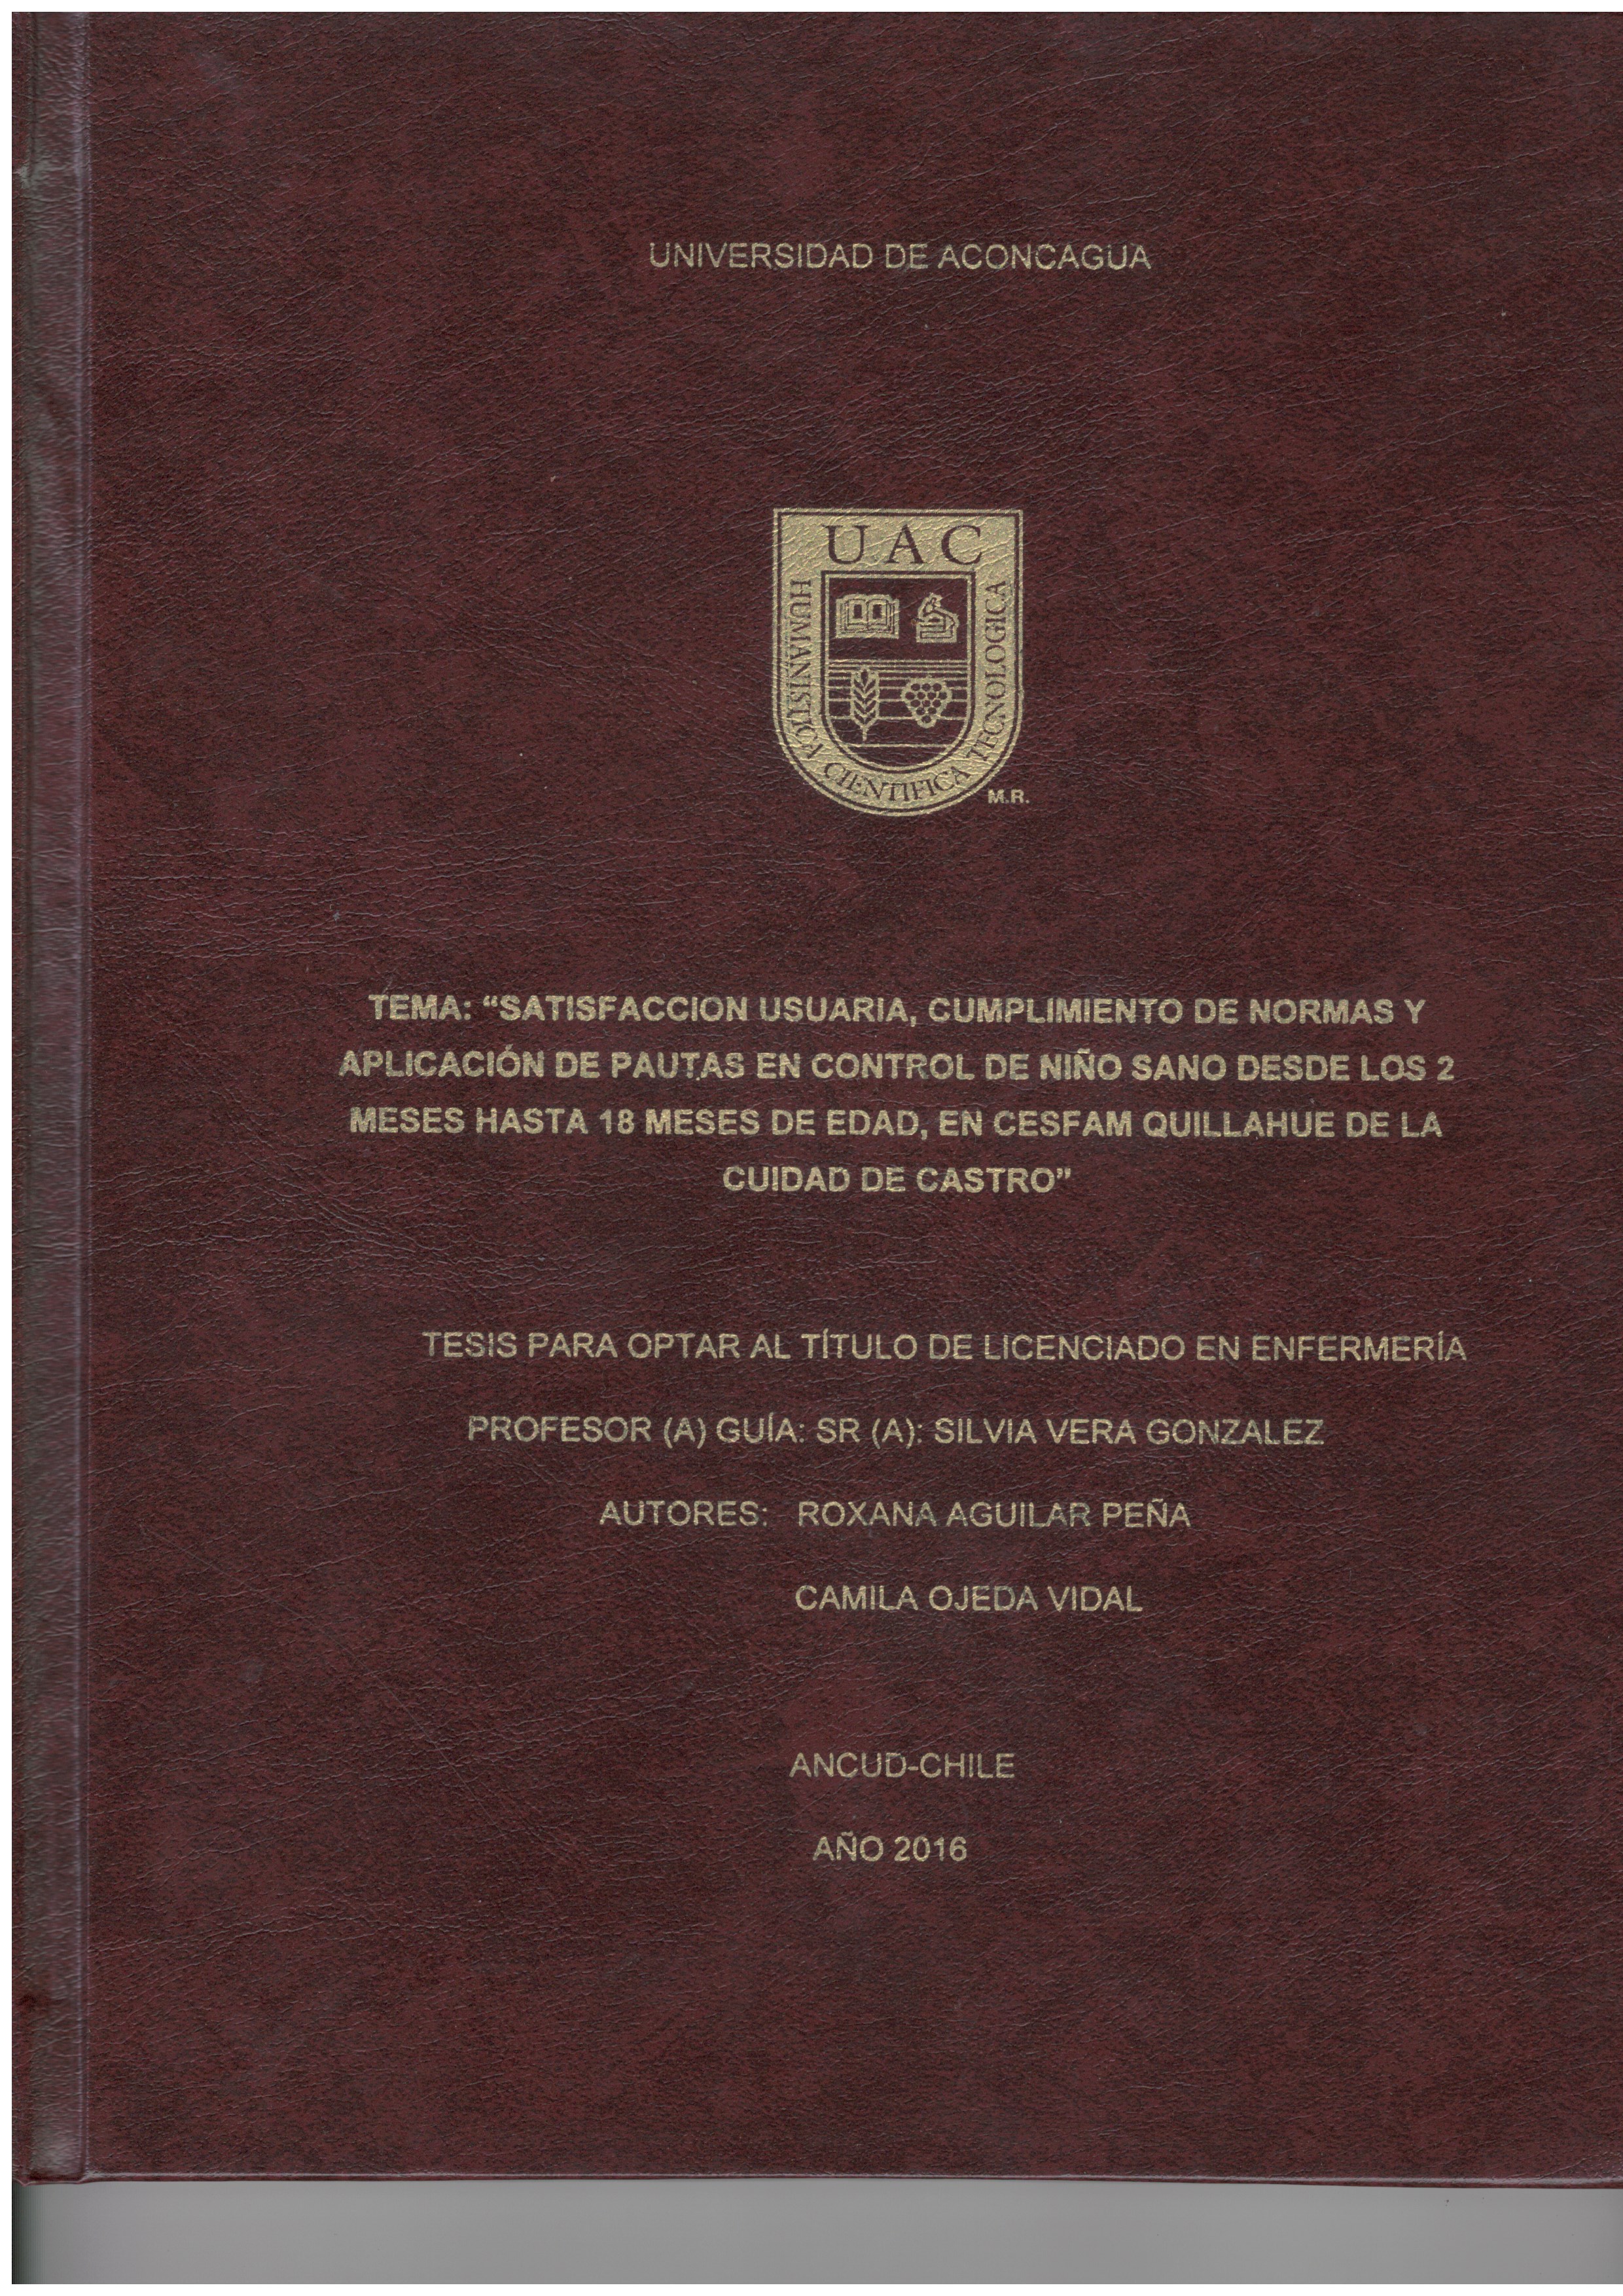 UNIVERSIDAD DE ACONCAGUA
UAC
HUMANISTICA CIENTIFICA TECNOLOGICA
M.R.
TEMA: “SATISFACCION USUARIA, CUMPLIMIENTO DE NORMAS Y
APLICACIÓN DE PAUTAS EN CONTROL DE NIÑO SANO DESDE LOS 2
MESES HASTA 18 MESES DE EDAD, EN CESFAM QUILLAHUE DE LA
CUIDAD DE CASTRO”
TESIS PARA OPTAR AL TÍTULO DE LICENCIADO EN ENFERMERÍA
PROFESOR (A) GUÍA: SR (A): SILVIA VERA GONZALEZ
AUTORES: ROXANA AGUILAR PEÑA
CAMILA OJEDA VIDAL
ANCUD-CHILE
AÑO 2016